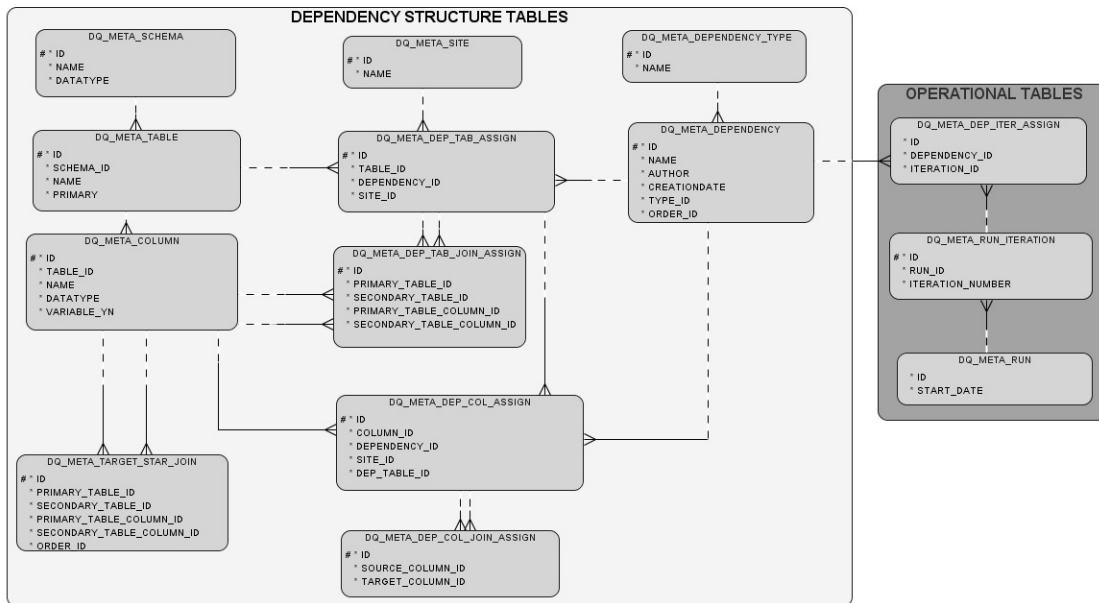 DEPENDENCY STRUCTURE TABLES
DQ_META_SCHEMA
# * ID
* NAME
* DATATYPE
DQ_META_SITE
# * ID
* NAME
DQ_META_DEPENDENCY_TYPE
# * ID
* NAME
DQ_META_TABLE
# * ID
* SCHEMA_ID
* NAME
* PRIMARY
DQ_META_DEP_TAB_ASSIGN
# * ID
* TABLE_ID
* DEPENDENCY_ID
* SITE_ID
DQ_META_DEPENDENCY
# * ID
* NAME
* AUTHOR
* CREATIONDATE
* TYPE_ID
* ORDER_ID
DQ_META_COLUMN
# * ID
* TABLE_ID
* NAME
* DATATYPE
* VARIABLE_YN
DQ_META_DEP_TAB_JOIN_ASSIGN
# * ID
* PRIMARY_TABLE_ID
* SECONDARY_TABLE_ID
* PRIMARY_TABLE_COLUMN_ID
* SECONDARY_TABLE_COLUMN_ID
DQ_META_DEP_COL_ASSIGN
# * ID
* COLUMN_ID
* DEPENDENCY_ID
* SITE_ID
* DEP_TABLE_ID
DQ_META_TARGET_STAR_JOIN
# * ID
* PRIMARY_TABLE_ID
* SECONDARY_TABLE_ID
* PRIMARY_TABLE_COLUMN_ID
* SECONDARY_TABLE_COLUMN_ID
* ORDER_ID
DQ_META_DEP_COL_JOIN_ASSIGN
# * ID
* SOURCE_COLUMN_ID
* TARGET_COLUMN_ID
OPERATIONAL TABLES
DQ_META_DEP_ITER_ASSIGN
* ID
* DEPENDENCY_ID
* ITERATION_ID
DQ_META_RUN_ITERATION
# * ID
* RUN_ID
* ITERATION_NUMBER
DQ_META_RUN
* ID
* START_DATE